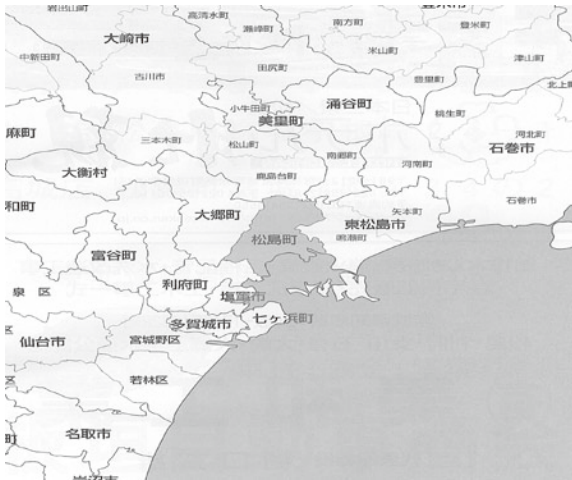 岩出山町
高清水町
瀬峰町
南方町
登米町
大崎市
米山町
津山町
中新田町
田尻町
古川市
豊里町
北上町
涌谷町
小牛田町
美里町
桃生町
河北町
三本木町
松山町
南郷町
河南町
石巻市
大衡村
鹿島台町
石巻市
大郷町
矢本町
東松島市
松島町
鳴瀬町
富谷町
利府町
泉 区
塩竈市
多賀城市
七ヶ浜町
仙台市
宮城野区
若林区
名取市
岩沼市